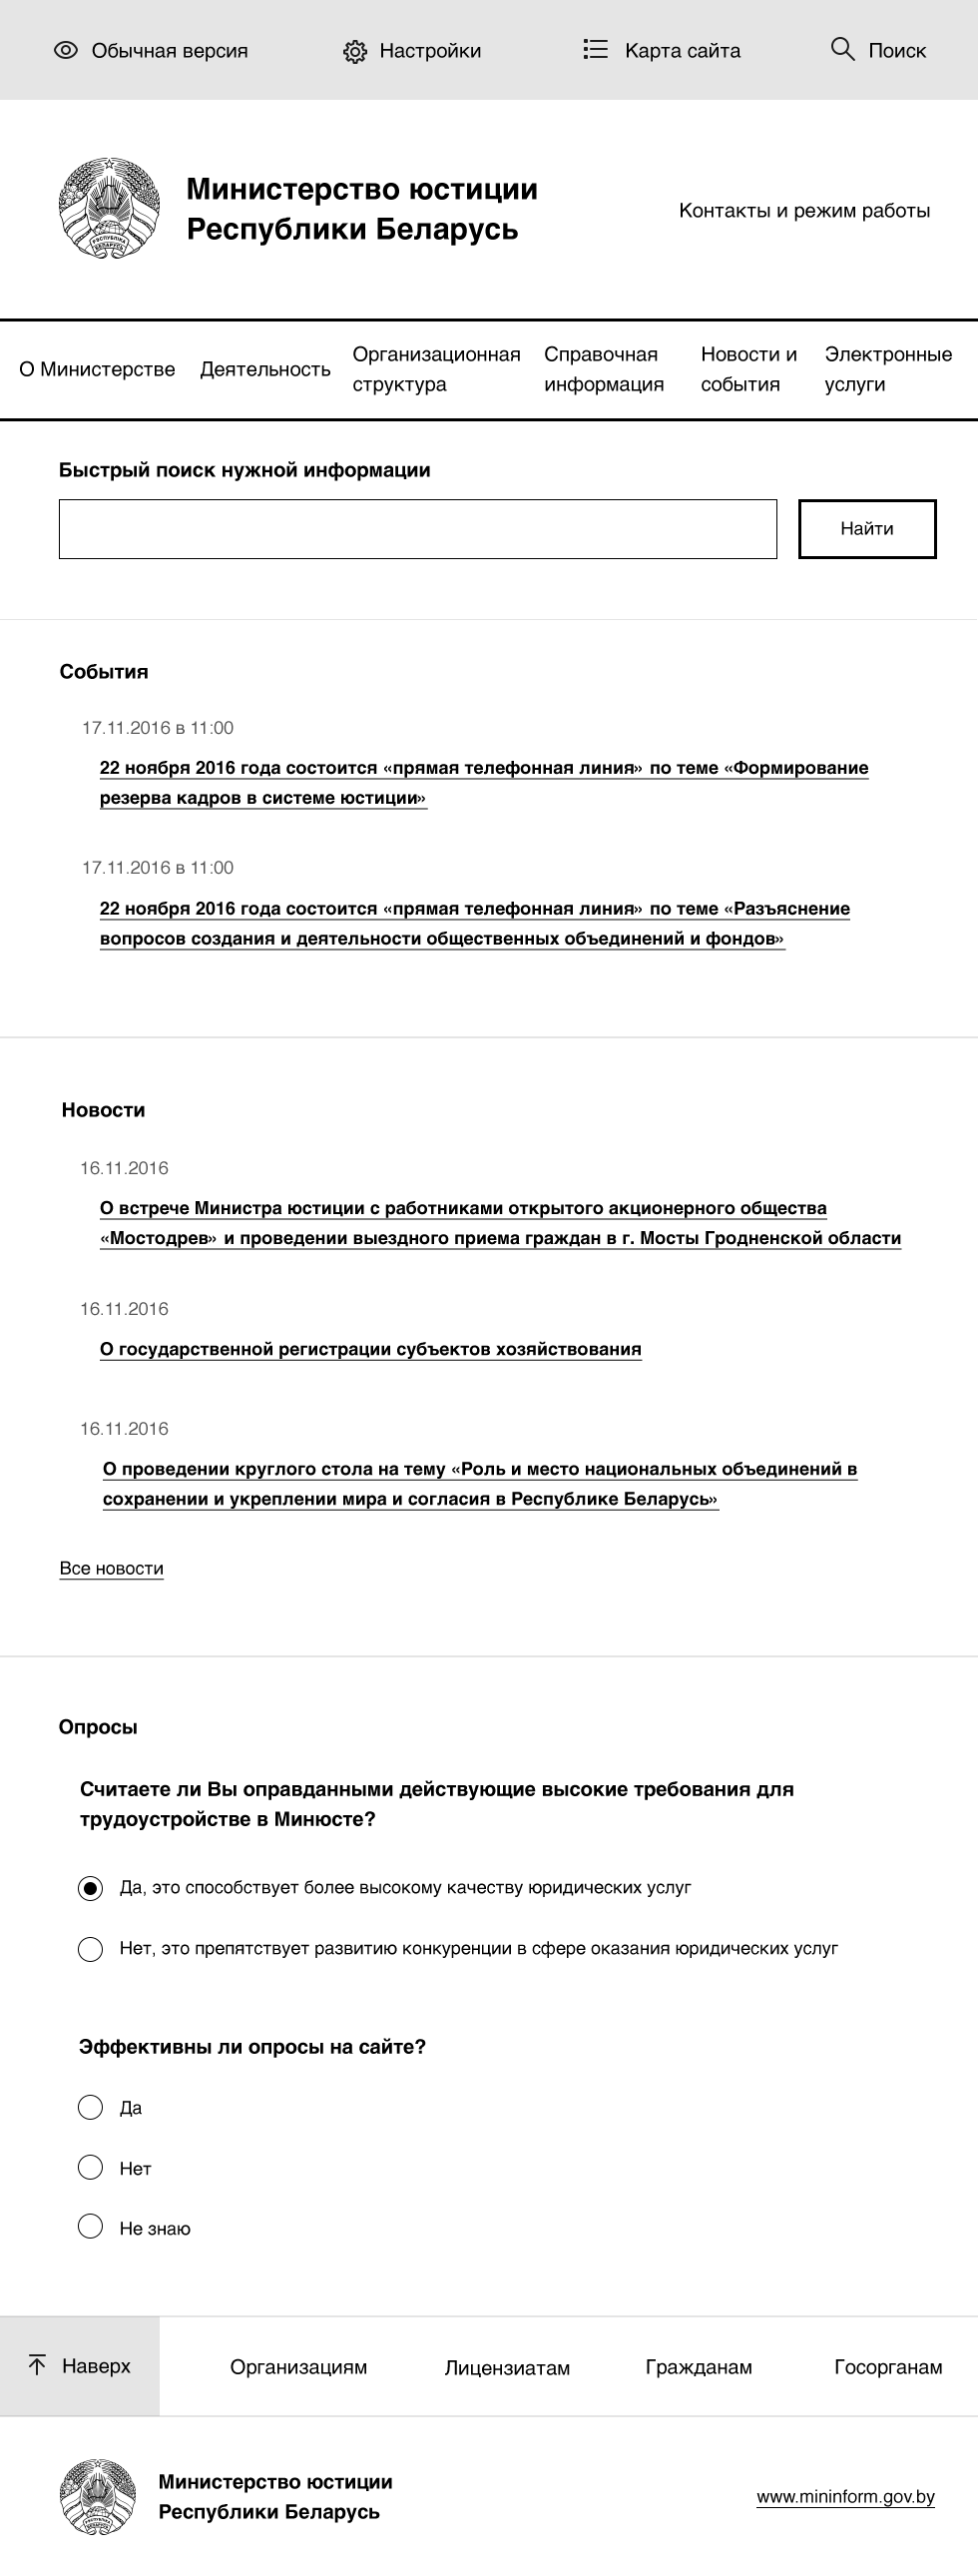 Обычная версия
Настройки
Карта сайта
Поиск
Министерство юстиции
Республики Беларусь
Контакты и режим работы
О Министерстве
Деятельность
Организационная
структура
Справочная
информация
Новости и
события
Электронные
услуги
Быстрый поиск нужной информации
Найти
События
17.11.2016 в 11:00
22 ноября 2016 года состоится «прямая телефонная линия» по теме «Формирование
резерва кадров в системе юстиции»
17.11.2016 в 11:00
22 ноября 2016 года состоится «прямая телефонная линия» по теме «Разъяснение
вопросов создания и деятельности общественных объединений и фондов»
Новости
16.11.2016
О встрече Министра юстиции с работниками открытого акционерного общества
«Мостодрев» и проведении выездного приема граждан в г. Мосты Гродненской области
16.11.2016
О государственной регистрации субъектов хозяйствования
16.11.2016
О проведении круглого стола на тему «Роль и место национальных объединений в
сохранении и укреплении мира и согласия в Республике Беларусь»
Все новости
Опросы
Считаете ли Вы оправданными действующие высокие требования для
трудоустройстве в Минюсте?
Да, это способствует более высокому качеству юридических услуг
Нет, это препятствует развитию конкуренции в сфере оказания юридических услуг
Эффективны ли опросы на сайте?
Да
Нет
Не знаю
Наверх
Организациям
Лицензиатам
Гражданам
Госорганам
Министерство юстиции
Республики Беларусь
www.mininform.gov.by